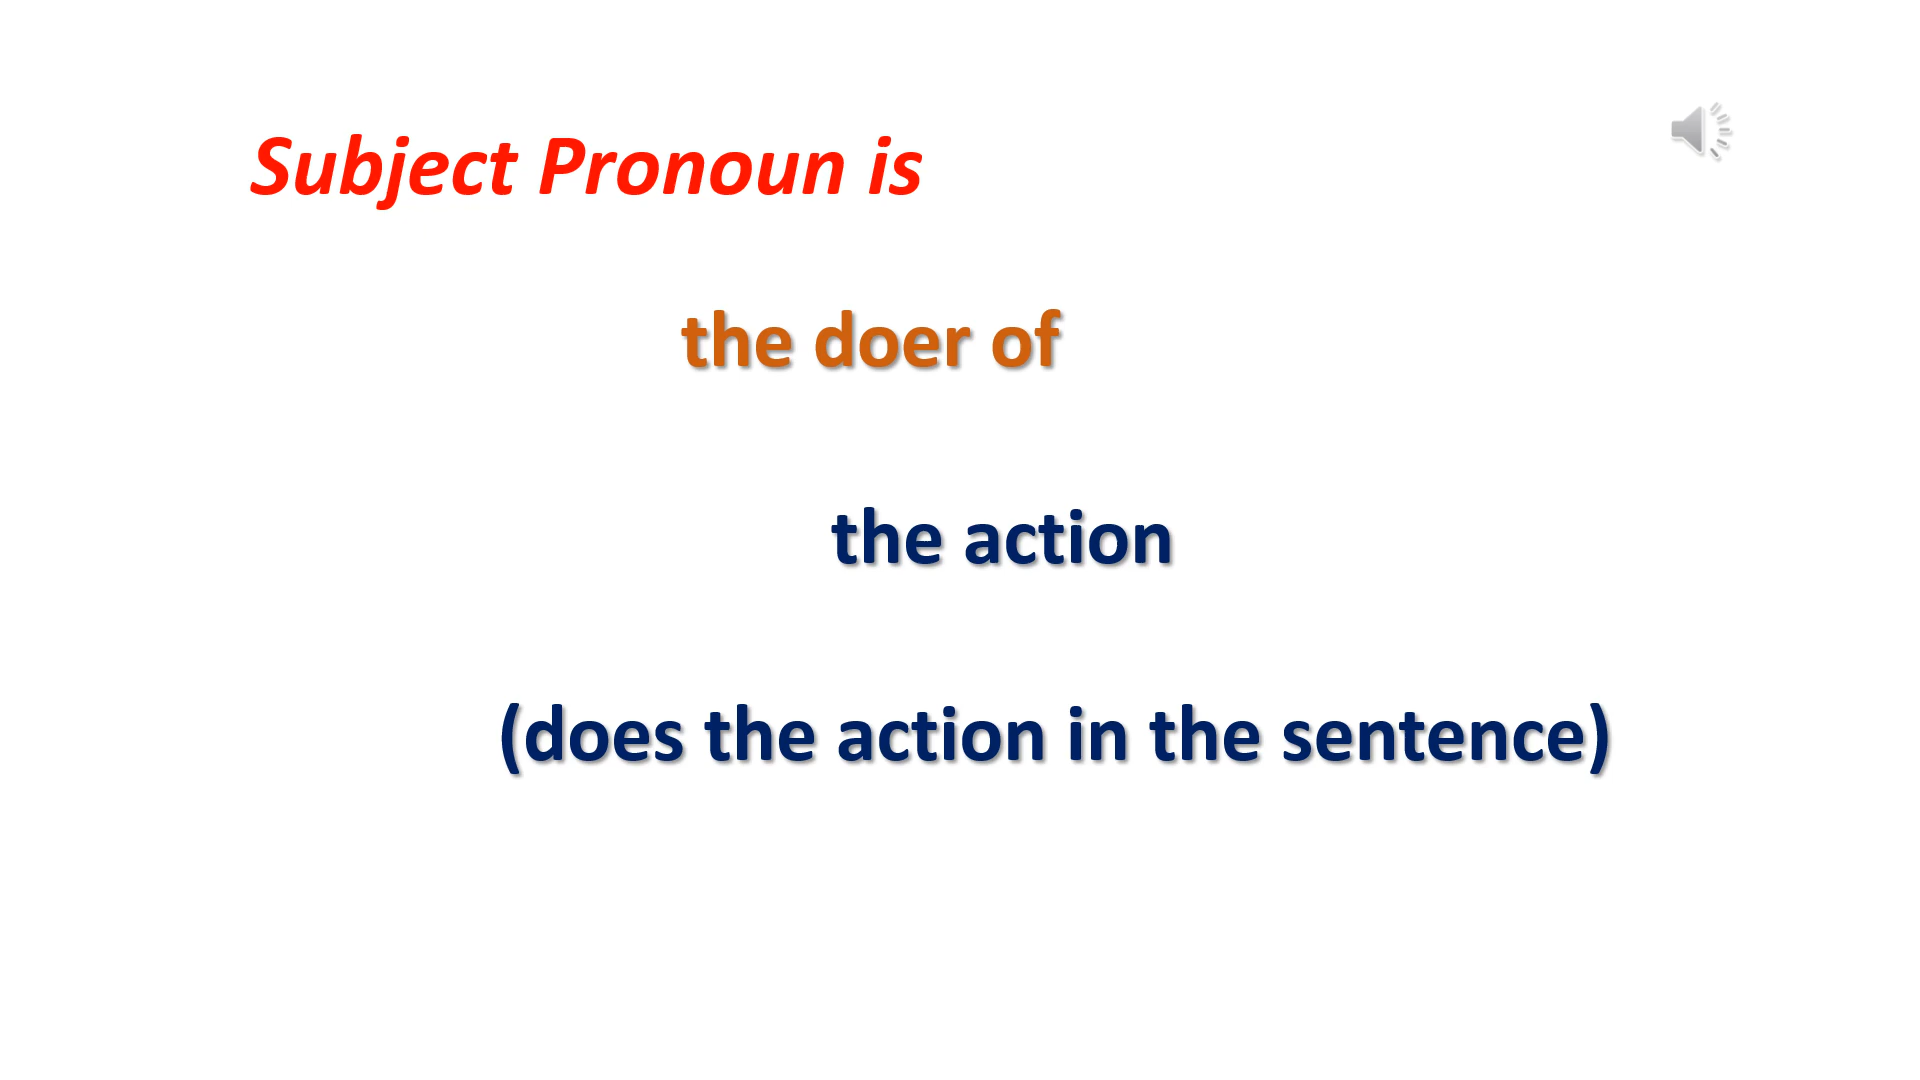 Subject Pronoun is
the doer of
the action
(does the action in the sentence)